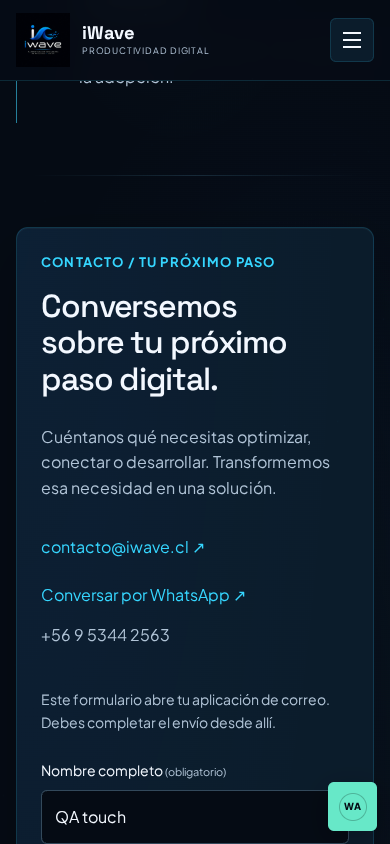 iwave
iWave
PRODUCTIVIDAD DIGITAL
CONTACTO / TU PRÓXIMO PASO
Conversemos
sobre tu próximo
paso digital.
Cuéntanos qué necesitas optimizar,
conectar o desarrollar. Transformemos
esa necesidad en una solución.
contacto@iwave.cl ↗
Conversar por WhatsApp ↗
+56 9 5344 2563
Este formulario abre tu aplicación de correo.
Debes completar el envío desde allí.
Nombre completo (obligatorio)
QA touch
WA